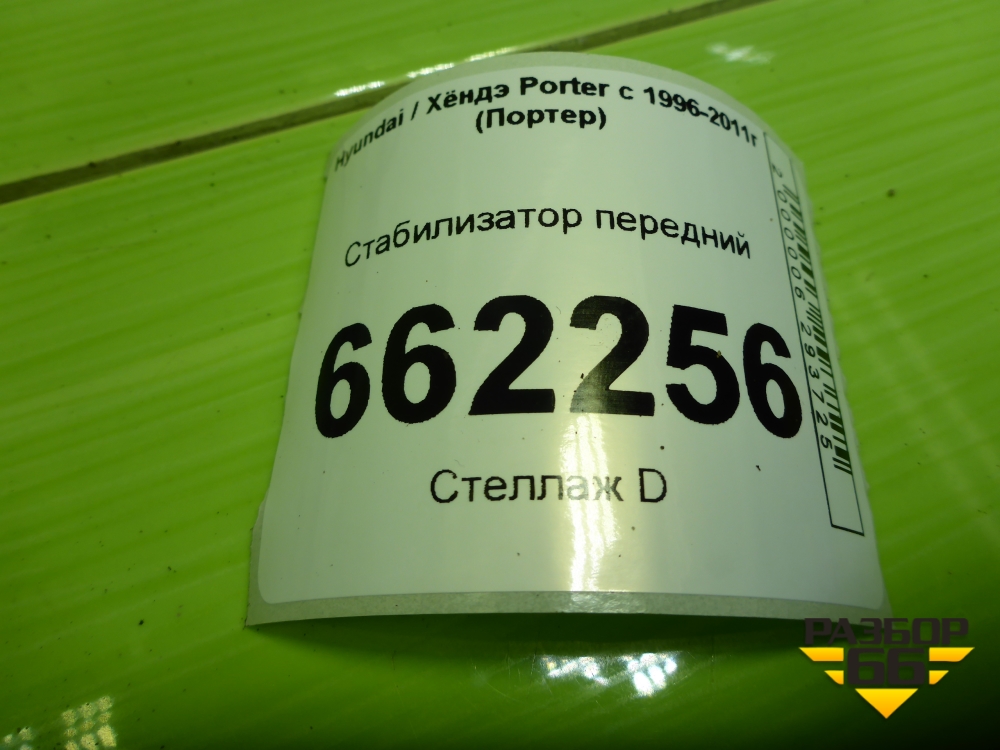 Hyundai / Хёндэ Porter с 1996-2011г
(Портер)
Стабилизатор передний
662256
Стеллаж D
2000006293725
РАЗБОР
66